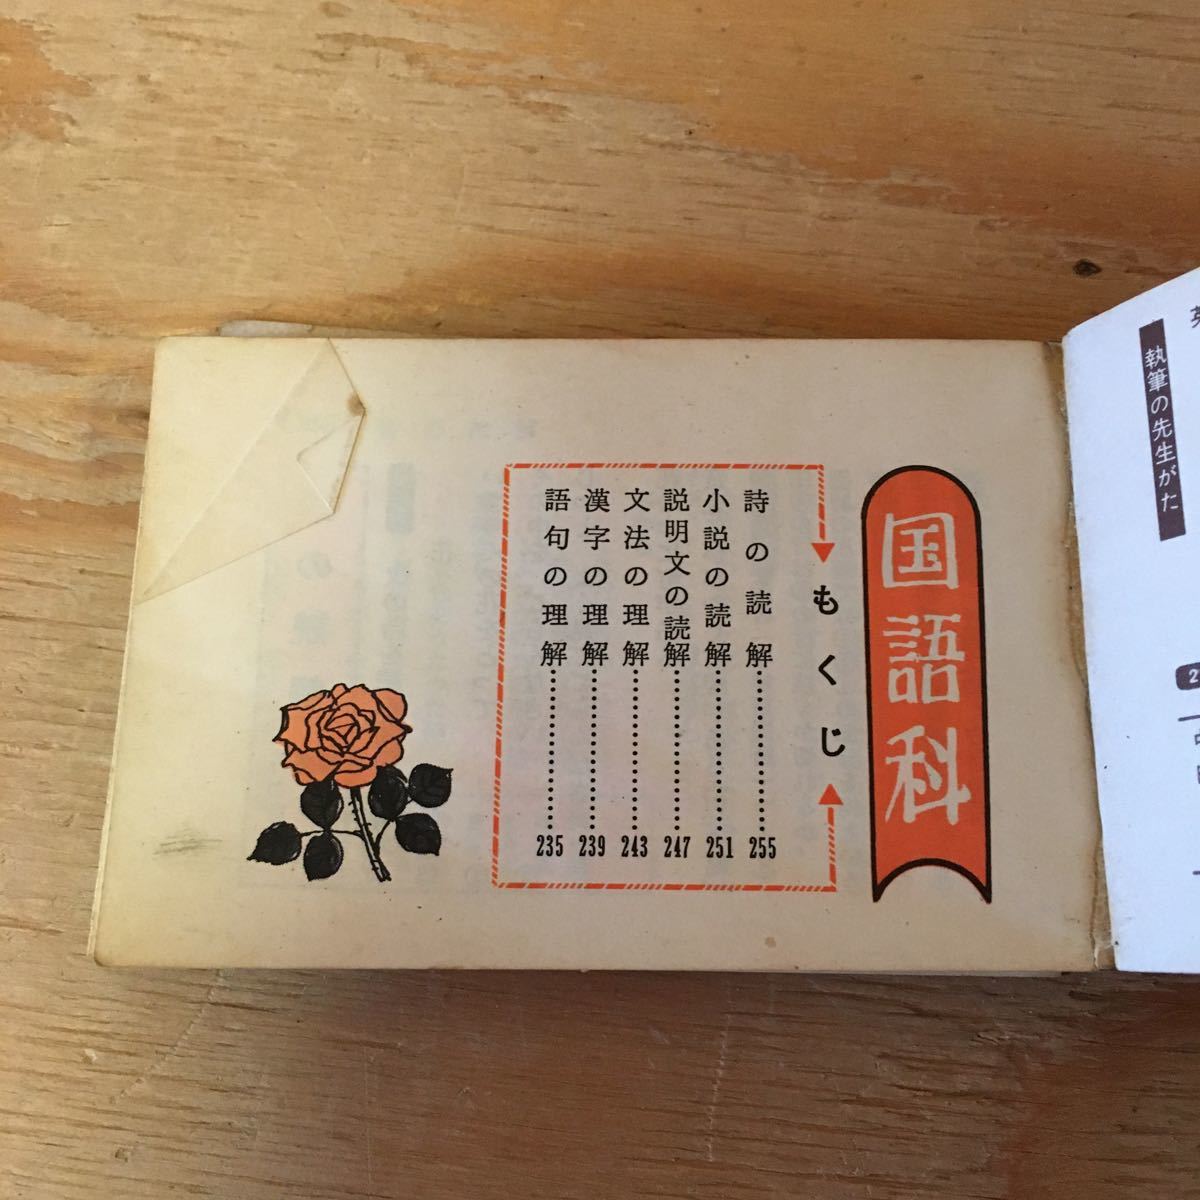 執筆の先生がた
国語科
もくじ
詩の読解 255
小説の読解 251
説明文の読解 247
文法の理解 243
漢字の理解 239
語句の理解 235